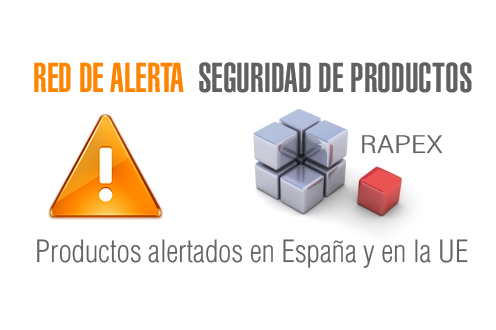 RED DE ALERTA SEGURIDAD DE PRODUCTOS
RAPEX
Productos alertados en España y en la UE